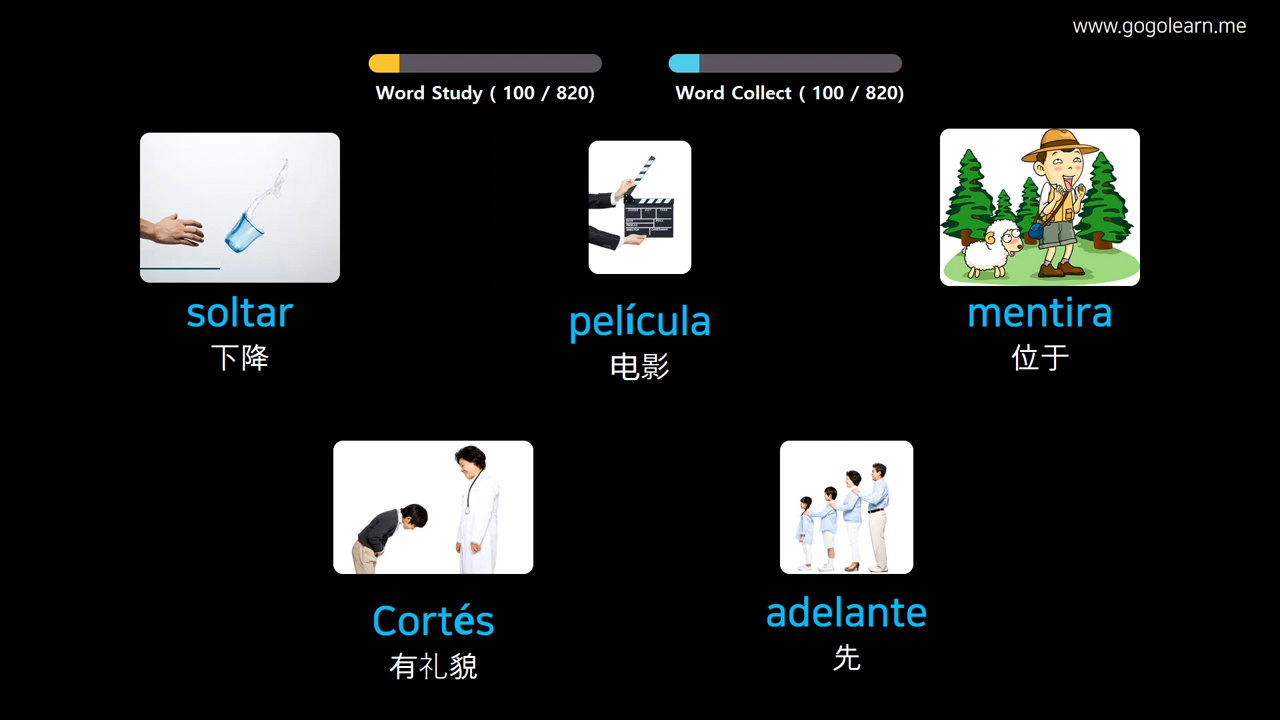 www.gogolearn.me
Word Study ( 100 / 820)
Word Collect ( 100 / 820)
soltar
下降
película
电影
mentira
位于
Cortés
有礼貌
adelante
先